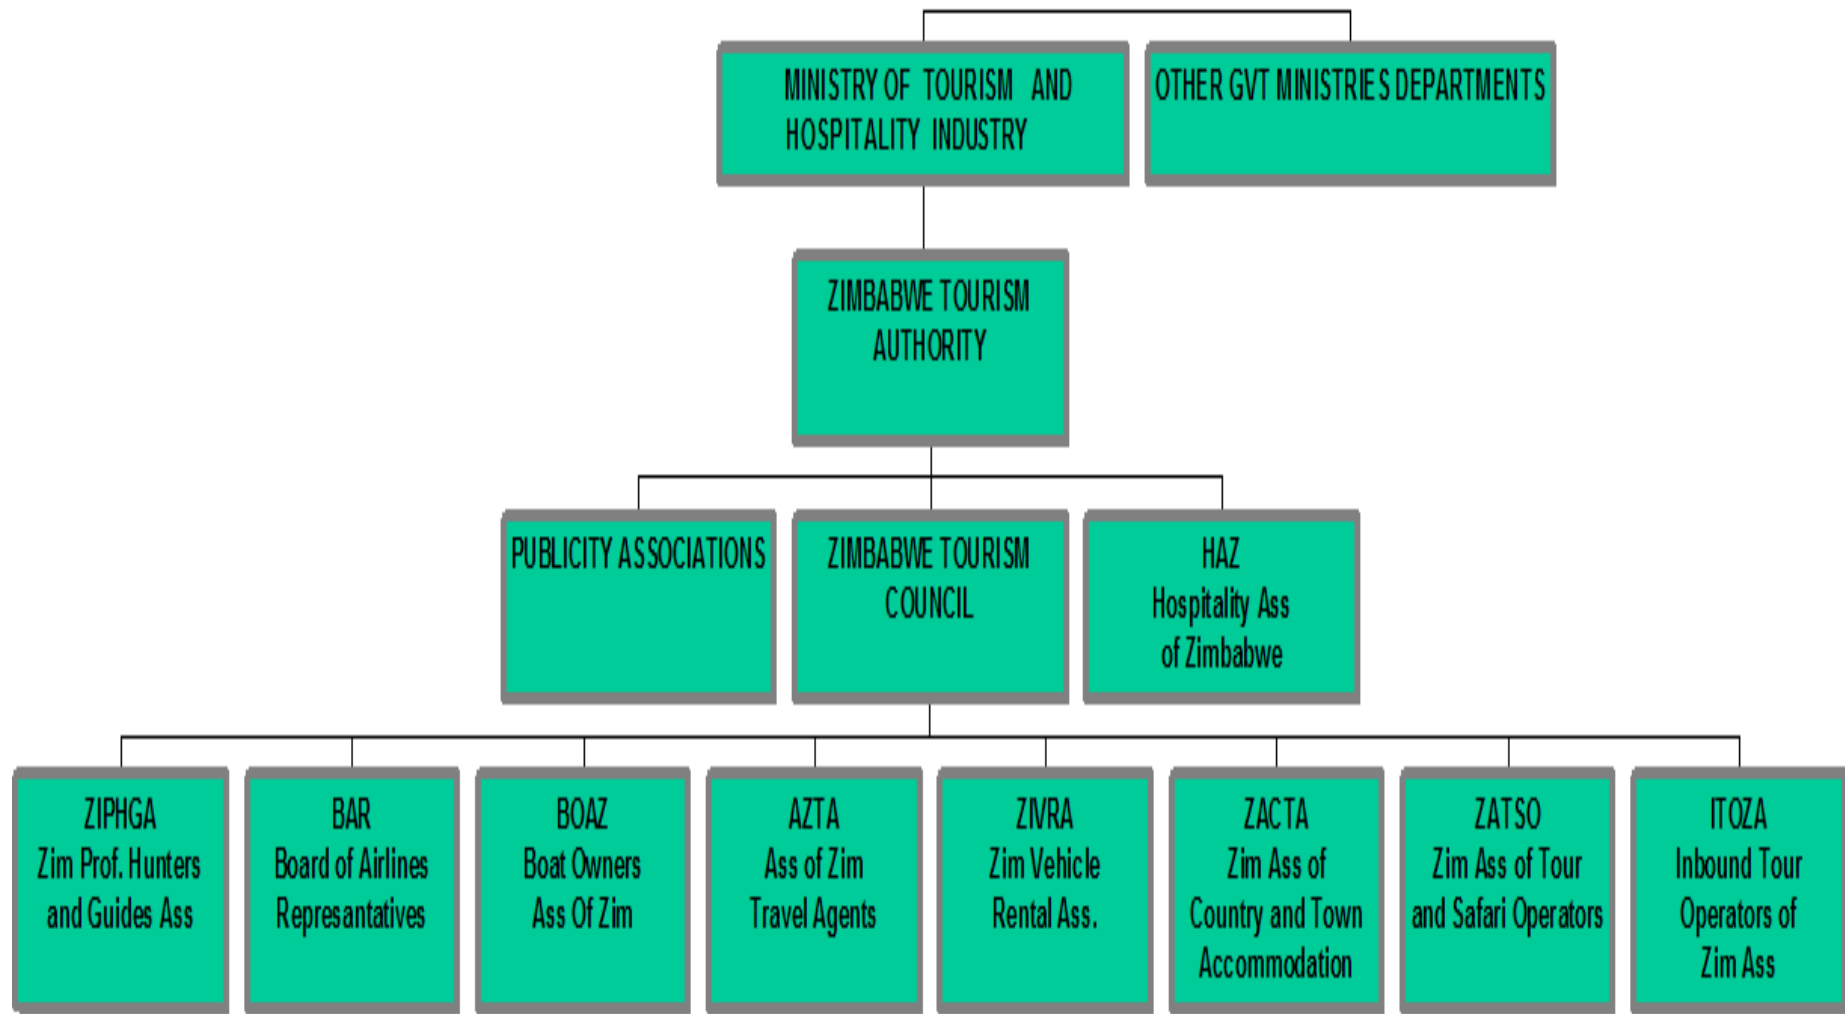 MINISTRY OF TOURISM AND
HOSPITALITY INDUSTRY
OTHER GVT MINISTRIES DEPARTMENTS
ZIMBABWE TOURISM
AUTHORITY
PUBLICITY ASSOCIATIONS
ZIMBABWE TOURISM
COUNCIL
HAZ
Hospitality Ass
of Zimbabwe
ZIPHGA
Zim Prof. Hunters
and Guides Ass
BAR
Board of Airlines
Represantatives
BOAZ
Boat Owners
Ass Of Zim
AZTA
Ass of Zim
Travel Agents
ZIVRA
Zim Vehicle
Rental Ass.
ZACTA
Zim Ass of
Country and Town
Accommodation
ZATSO
Zim Ass of Tour
and Safari Operators
ITOZA
Inbound Tour
Operators of
Zim Ass